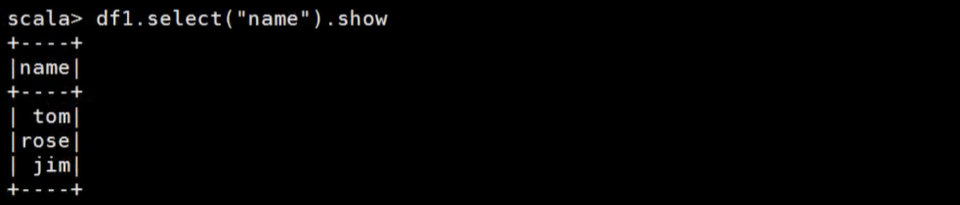 scala> df1.select("name").show
+----+
|name|
+----+
| tom|
|rose|
| jim|
+----+